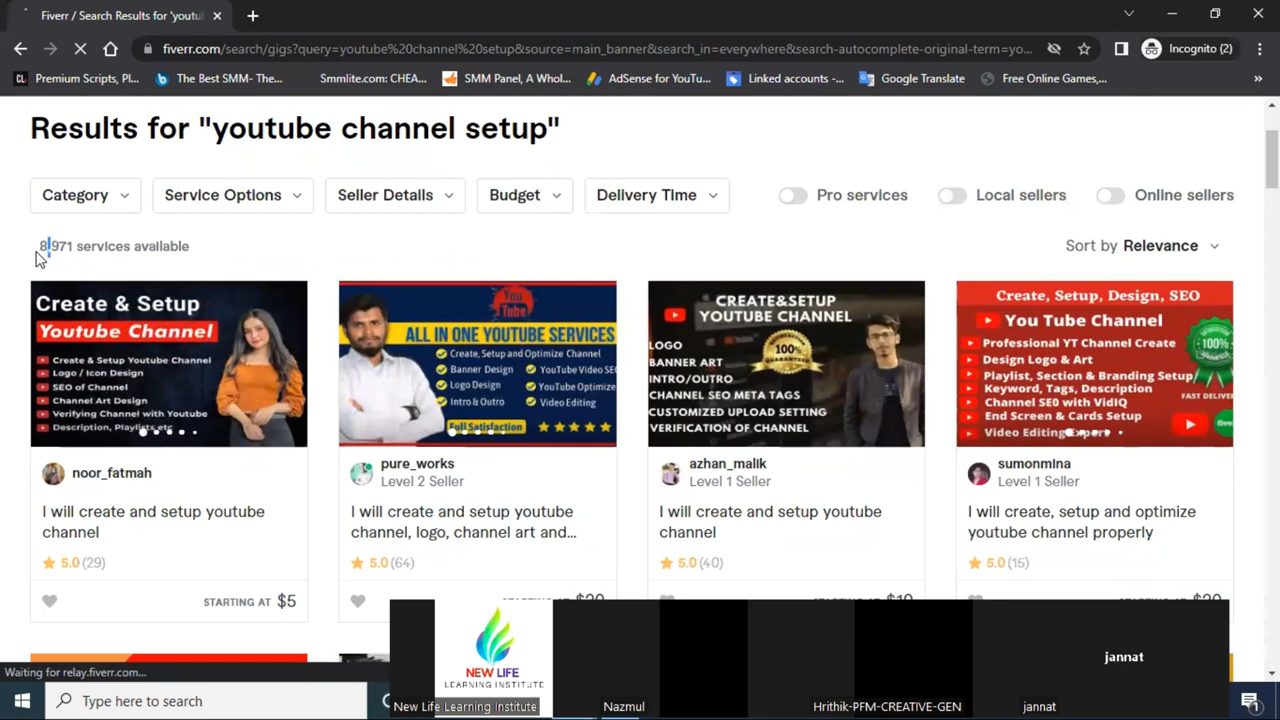 Fiverr / Search Results for 'youtu
fiverr.com/search/gigs?query=youtube%20channel%20setup&source=main_banner&search_in=everywhere&search-autocomplete-original-term=yo...
Incognito (2)
Premium Scripts, Pl...
The Best SMM- The...
Smmlite.com: CHEA...
SMM Panel, A Whol...
AdSense for YouTu...
Linked accounts -...
Google Translate
Free Online Games,...
Results for "youtube channel setup"
Category
Service Options
Seller Details
Budget
Delivery Time
Pro services
Local sellers
Online sellers
8,971 services available
Sort by Relevance
Create & Setup
Youtube Channel
Create & Setup Youtube Channel
Logo / Icon Design
SEO of Channel
Channel Art Design
Verifying Channel with Youtube
Description, Playlists etc
You
Tube
ALL IN ONE YOUTUBE SERVICES
Create, Setup and Optimize Channel
Banner Design
YouTube Video SE
Logo Design
YouTube Optimize
Intro & Outro
Video Editing
Full Satisfaction
CREATE&SETUP
YOUTUBE CHANNEL
LOGO
BANNER ART
INTRO/OUTRO
CHANNEL SEO META TAGS
CUSTOMIZED UPLOAD SETTING
VERIFICATION OF CHANNEL
100%
Create, Setup, Design, SEO
You Tube Channel
Professional YT Channel Create
Design Logo & Art
Playlist, Section & Branding Setup
Keyword, Tags, Description
Channel SEO with VidIQ
End Screen & Cards Setup
Video Editing Expert
100%
FAST DELIVER
five
noor_fatmah
pure_works
Level 2 Seller
azhan_malik
Level 1 Seller
sumonmina
Level 1 Seller
I will create and setup youtube
channel
I will create and setup youtube
channel, logo, channel art and...
I will create and setup youtube
channel
I will create, setup and optimize
youtube channel properly
5.0 (29)
5.0 (64)
5.0 (40)
5.0 (15)
STARTING AT $5
Waiting for relay.fiverr.com...
NEW LIFE
LEARNING INSTITUTE
jannat
New Life Learning Institute
Nazmul
Hrithik-PFM-CREATIVE-GEN
jannat
Type here to search
1